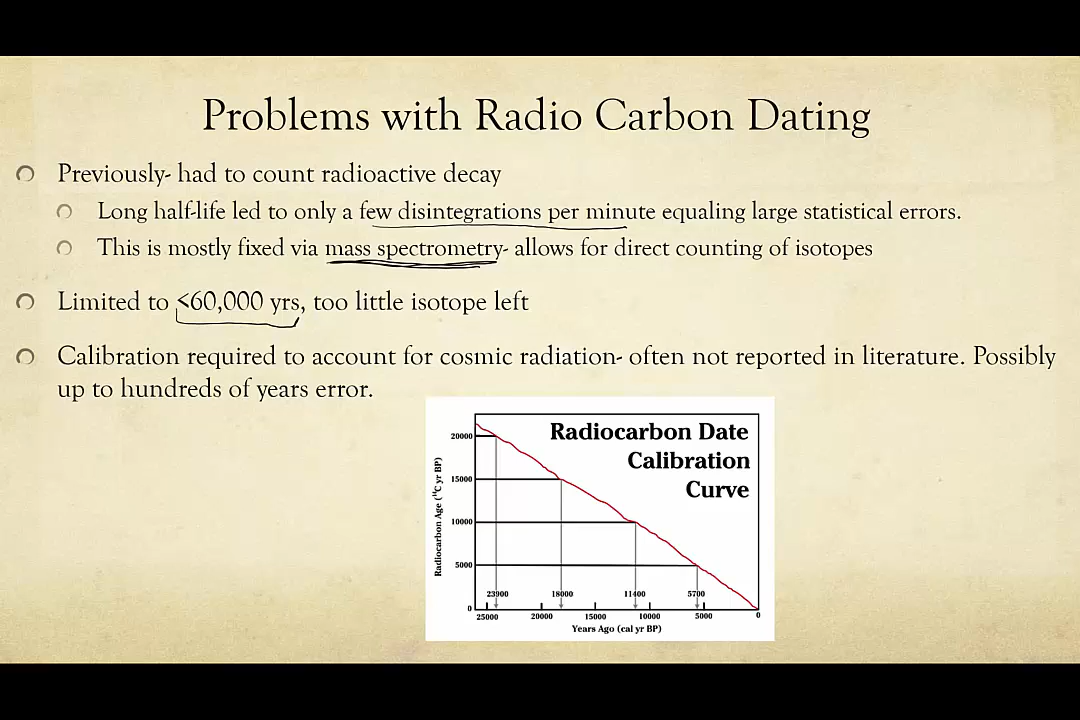 Problems with Radio Carbon Dating
Previously- had to count radioactive decay
Long half-life led to only a few disintegrations per minute equaling large statistical errors.
This is mostly fixed via mass spectrometry- allows for direct counting of isotopes
Limited to <60,000 yrs, too little isotope left
Calibration required to account for cosmic radiation- often not reported in literature. Possibly
up to hundreds of years error.
Radiocarbon Date
Calibration
Curve
Radiocarbon Age (¹⁴C yr BP)
20000
15000
10000
5000
0
23900 18000 11400 5700
25000 20000 15000 10000 5000 0
Years Ago (cal yr BP)